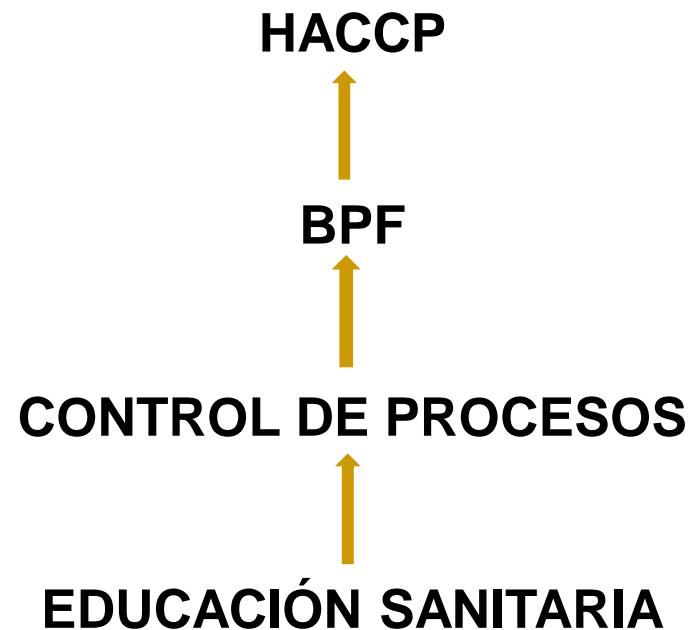 HACCP
BPF
CONTROL DE PROCESOS
EDUCACIÓN SANITARIA